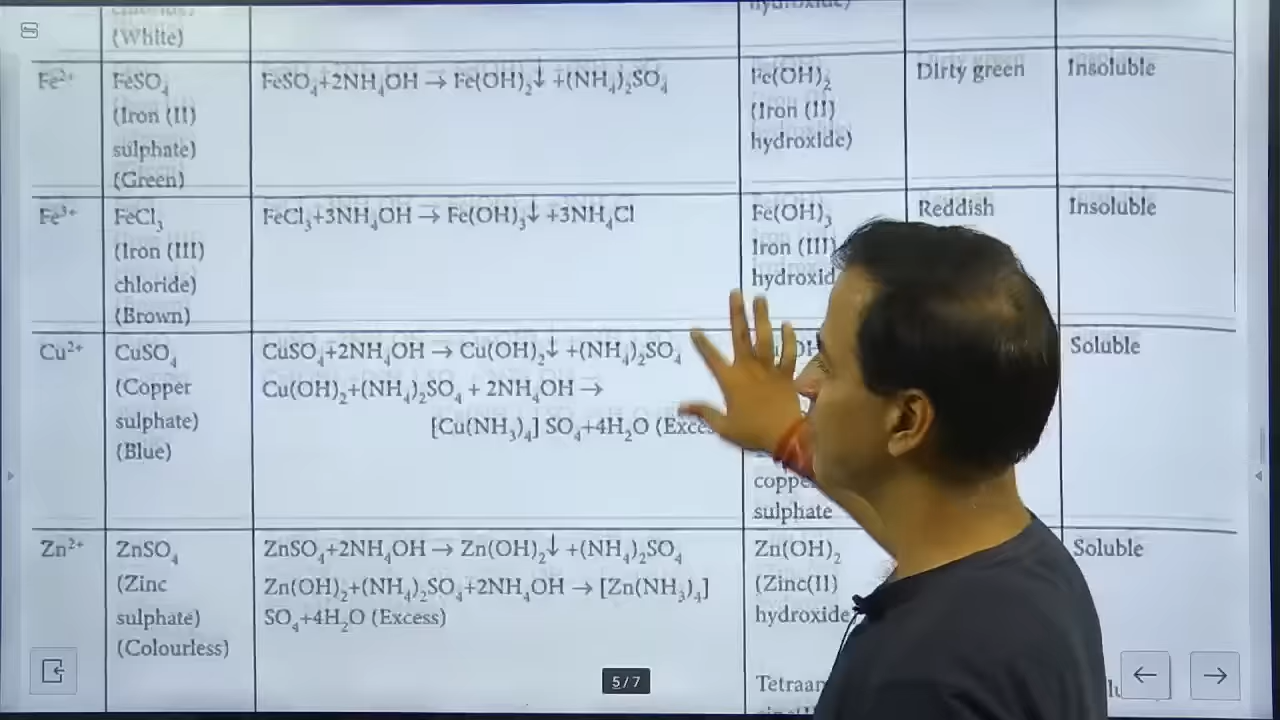 (White)
Fe²⁺
FeSO₄
(Iron (II)
sulphate)
(Green)
FeSO₄+2NH₄OH → Fe(OH)₂↓ +(NH₄)₂SO₄
Fe(OH)₂
(Iron (II)
hydroxide)
Dirty green
Insoluble
Fe³⁺
FeCl₃
(Iron (III)
chloride)
(Brown)
FeCl₃+3NH₄OH → Fe(OH)₃↓ +3NH₄Cl
Fe(OH)₃
Iron (III)
Reddish
Insoluble
Cu²⁺
CuSO₄
(Copper
sulphate)
(Blue)
CuSO₄+2NH₄OH → Cu(OH)₂↓ +(NH₄)₂SO₄
Cu(OH)₂+(NH₄)₂SO₄ + 2NH₄OH →
[Cu(NH₃)₄] SO₄+4H₂O
sulphate
Soluble
Zn²⁺
ZnSO₄
(Zinc
sulphate)
(Colourless)
ZnSO₄+2NH₄OH → Zn(OH)₂↓ +(NH₄)₂SO₄
Zn(OH)₂+(NH₄)₂SO₄+2NH₄OH → [Zn(NH₃)₄]
SO₄+4H₂O (Excess)
Zn(OH)₂
(Zinc(II)
hydroxide
Soluble
5 / 7